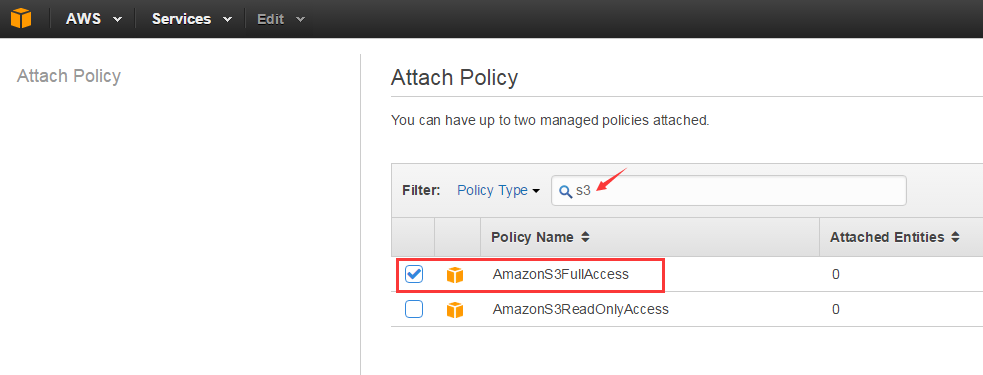 AWS Services Edit
Attach Policy
Attach Policy
You can have up to two managed policies attached.
Filter: Policy Type s3
Policy Name Attached Entities
AmazonS3FullAccess 0
AmazonS3ReadOnlyAccess 0